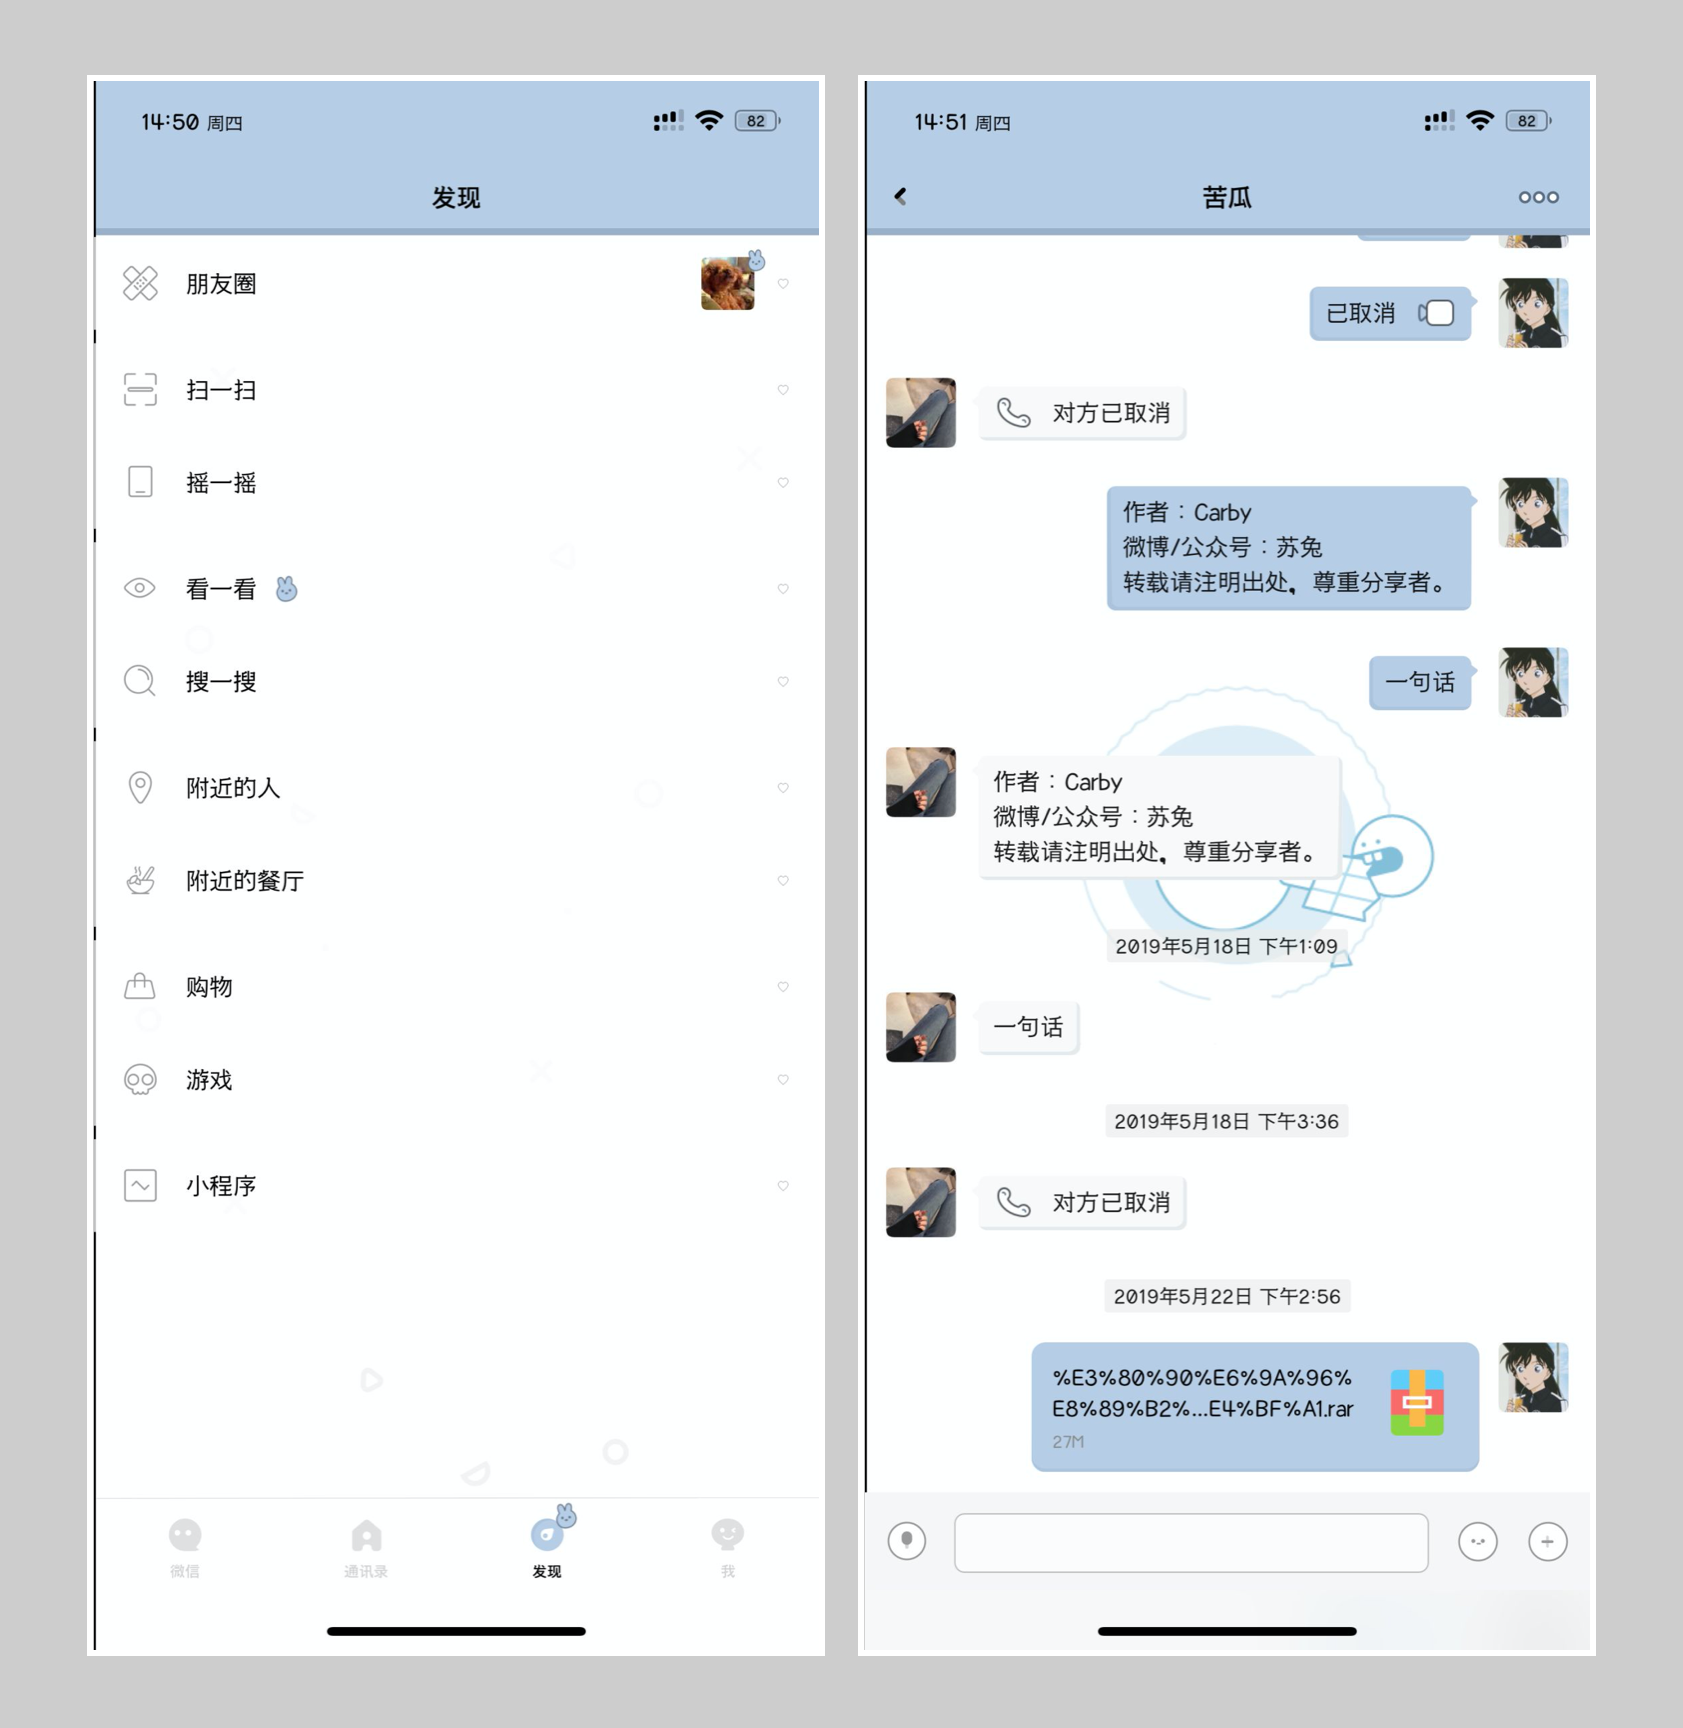 14:50 周四
82
发现
朋友圈
扫一扫
摇一摇
看一看
搜一搜
附近的人
附近的餐厅
购物
游戏
小程序
微信
通讯录
发现
我
14:51 周四
82
苦瓜
已取消
对方已取消
作者：Carby
微博/公众号：苏兔
转载请注明出处，尊重分享者。
一句话
作者：Carby
微博/公众号：苏兔
转载请注明出处，尊重分享者。
2019年5月18日 下午1:09
一句话
2019年5月18日 下午3:36
对方已取消
2019年5月22日 下午2:56
%E3%80%90%E6%9A%96%
E8%89%B2%...E4%BF%A1.rar
27M